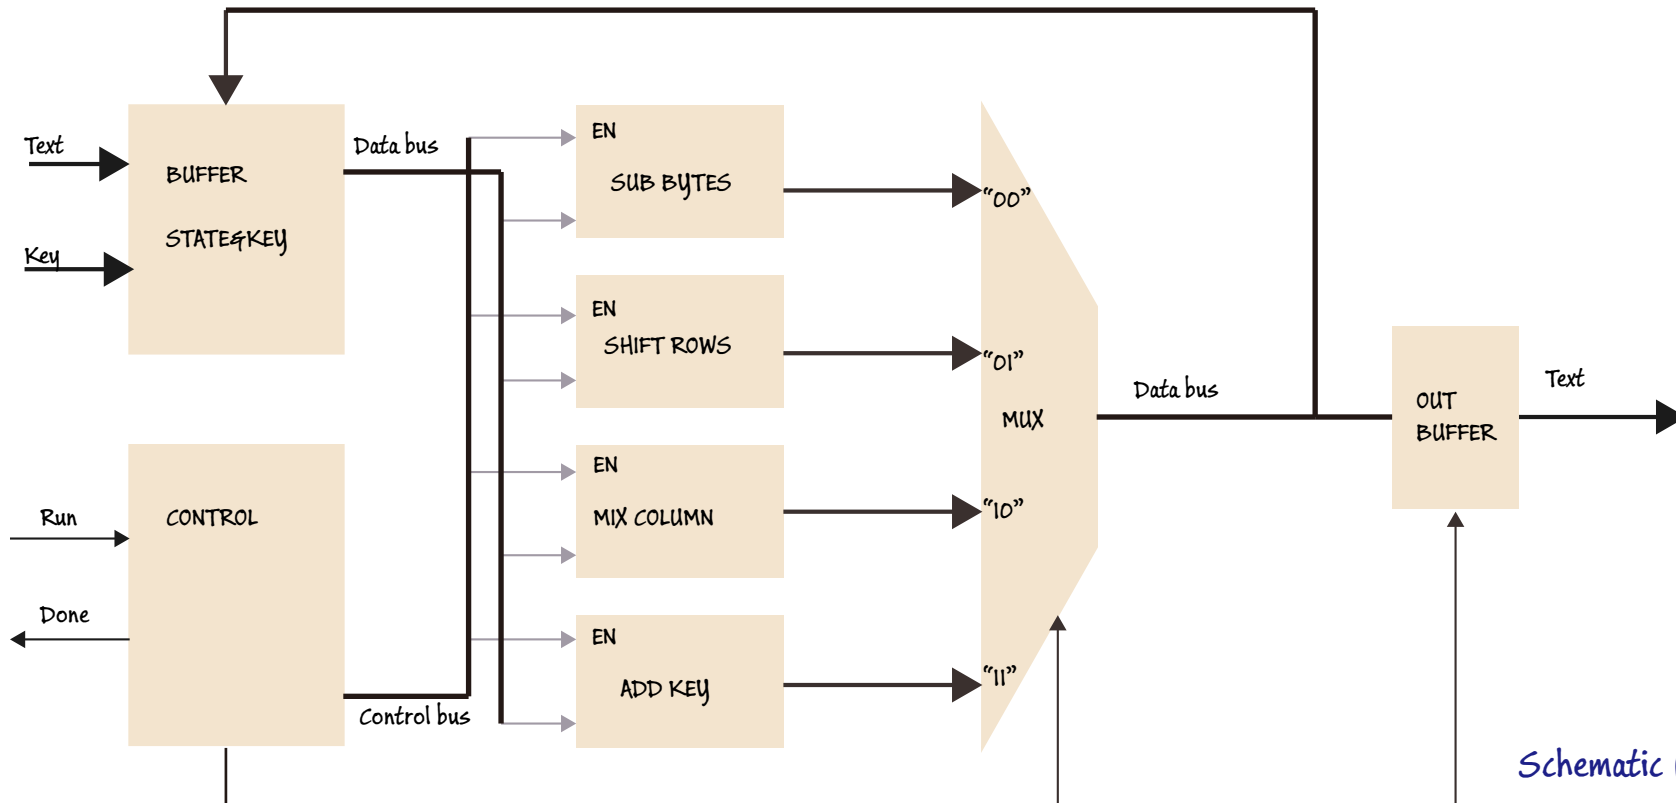 Text
Key
BUFFER
STATE&KEY
Data bus
Run
Done
CONTROL
Control bus
EN
SUB BYTES
EN
SHIFT ROWS
EN
MIX COLUMN
EN
ADD KEY
"00"
"01"
MUX
"10"
"11"
Data bus
OUT
BUFFER
Text
Schematic